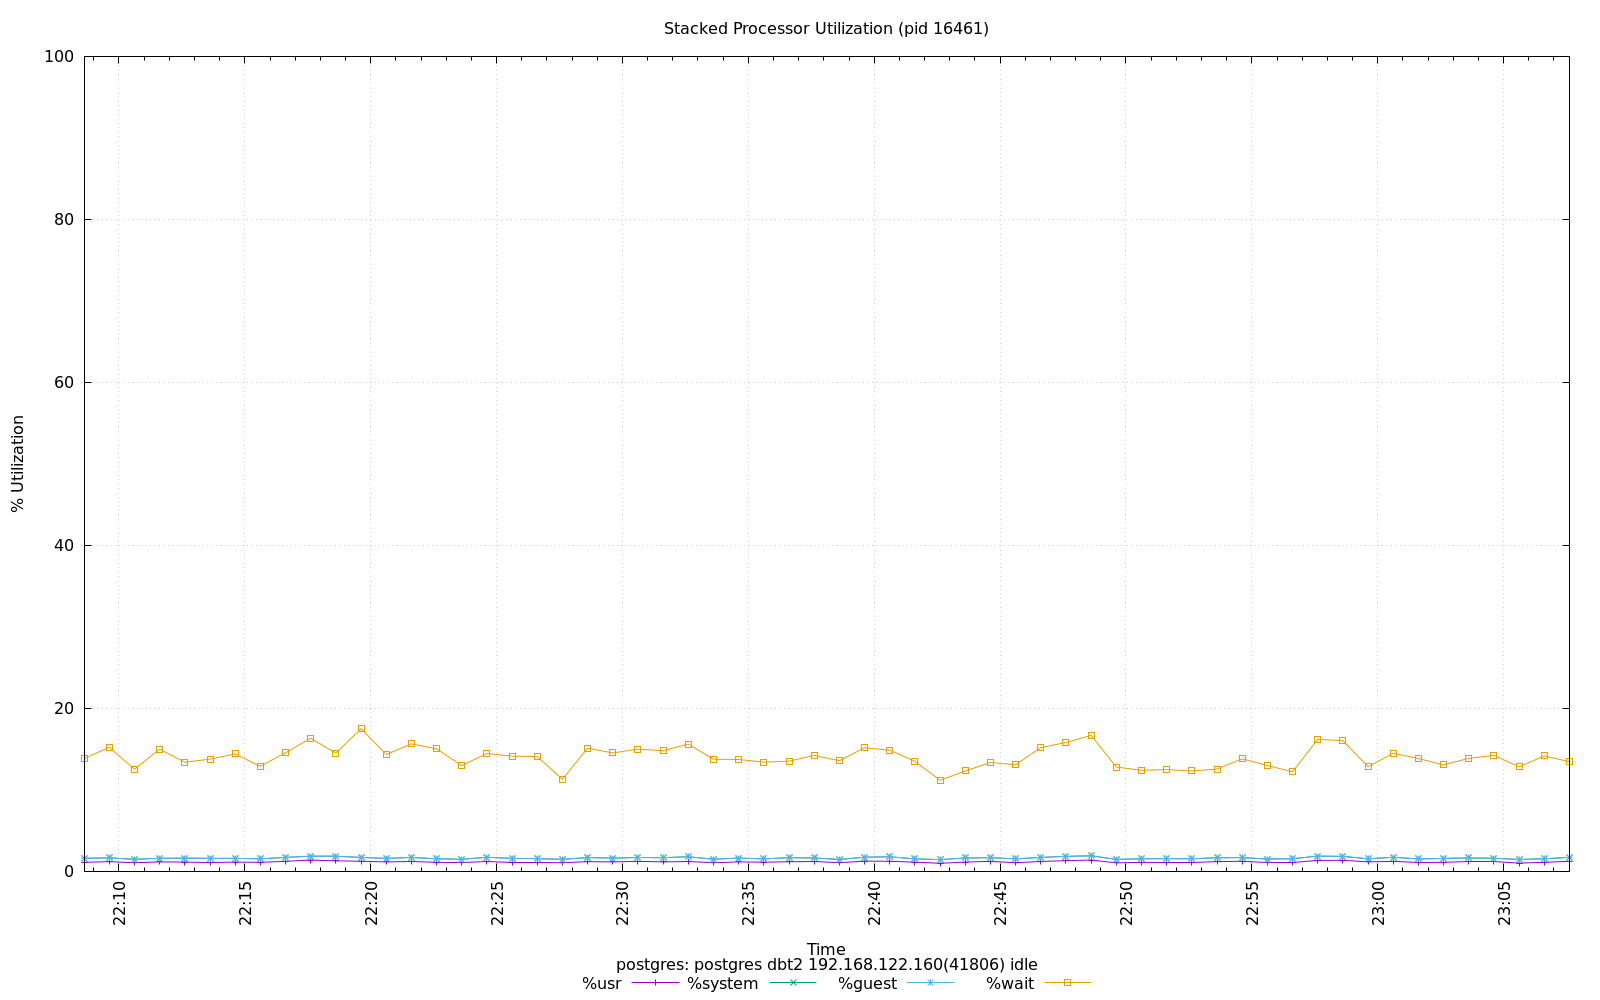 Stacked Processor Utilization (pid 16461)
100
80
60
40
20
0
% Utilization
22:10 22:15 22:20 22:25 22:30 22:35 22:40 22:45 22:50 22:55 23:00 23:05
Time
postgres: postgres dbt2 192.168.122.160(41806) idle
%usr %system %guest %wait